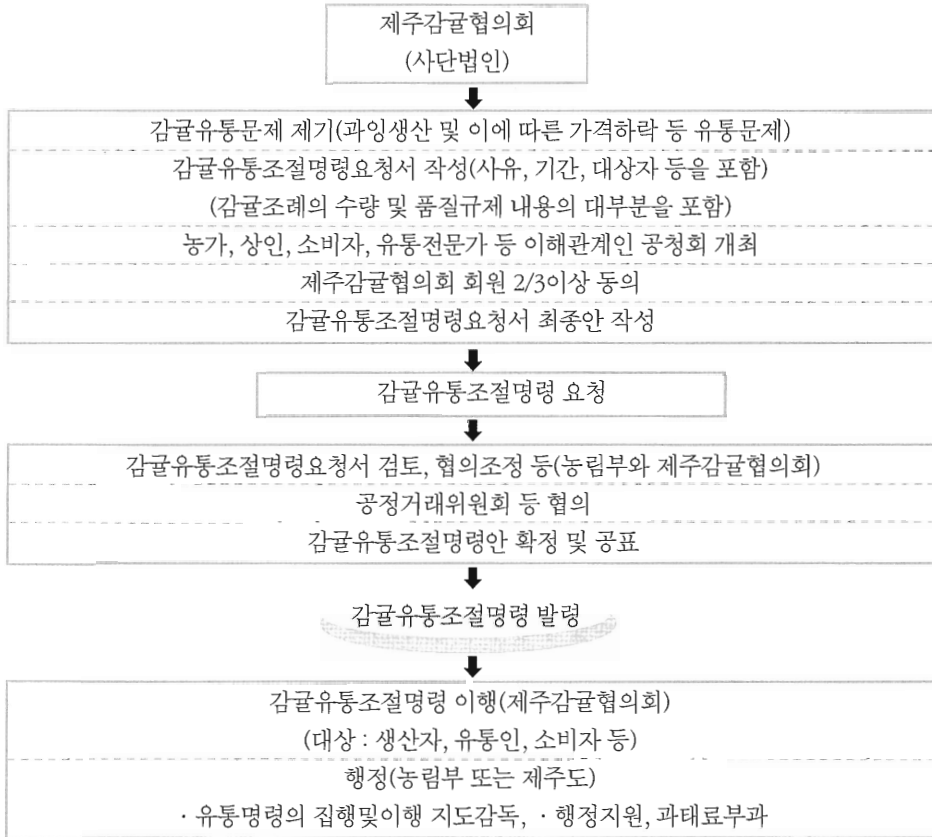 제주감귤협의회
(사단법인)
감귤유통문제 제기(과잉생산 및 이에 따른 가격하락 등 유통문제)
감귤유통조절명령요청서 작성(사유, 기간, 대상자 등을 포함)
(감귤조례의 수량 및 품질규제 내용의 대부분을 포함)
농가, 상인, 소비자, 유통전문가 등 이해관계인 공청회 개최
제주감귤협의회 회원 2/3이상 동의
감귤유통조절명령요청서 최종안 작성
감귤유통조절명령 요청
감귤유통조절명령요청서 검토, 협의조정 등(농림부와 제주감귤협의회)
공정거래위원회 등 협의
감귤유통조절명령안 확정 및 공표
감귤유통조절명령 발령
감귤유통조절명령 이행(제주감귤협의회)
(대상 : 생산자, 유통인, 소비자 등)
행정(농림부 또는 제주도)
· 유통명령의 집행및이행 지도감독, · 행정지원, 과태료부과